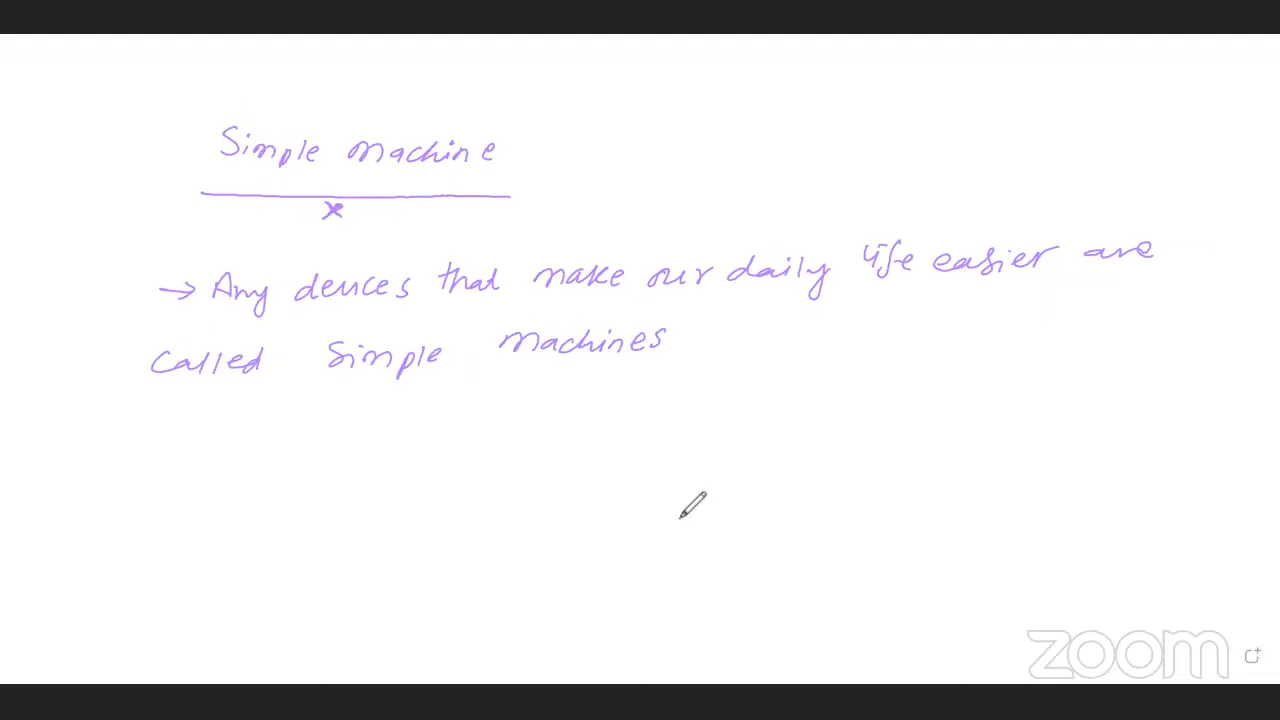 Simple Machine
→ Any devices that make our daily life easier are
called simple machines
zoom